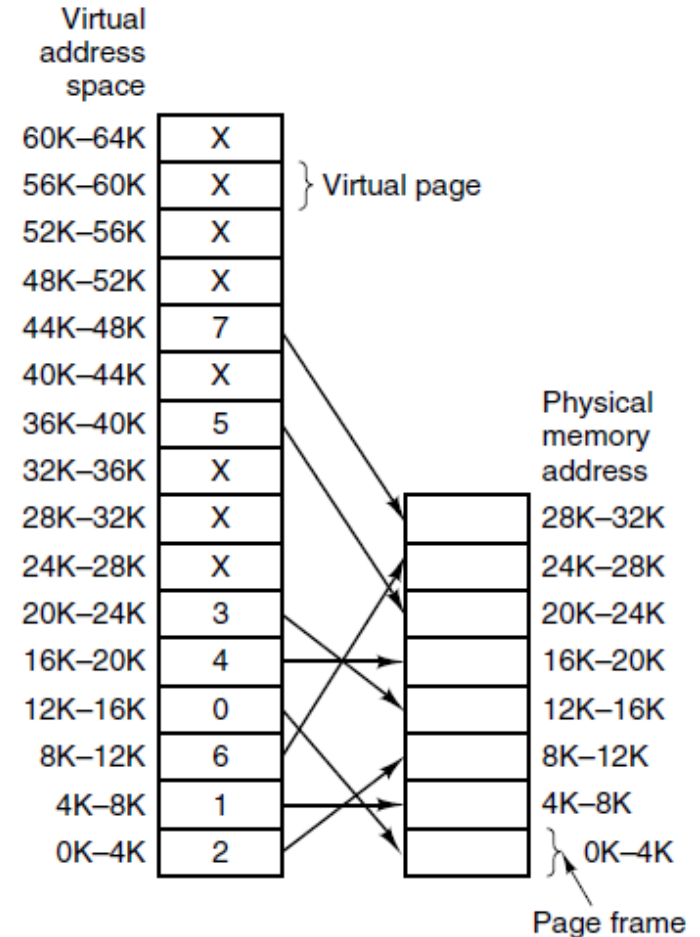 Virtual
address
space
60K–64K X
56K–60K X Virtual page
52K–56K X
48K–52K X
44K–48K 7
40K–44K X
36K–40K 5
32K–36K X
28K–32K X
24K–28K X
20K–24K 3
16K–20K 4
12K–16K 0
8K–12K 6
4K–8K 1
0K–4K 2
Physical
memory
address
28K–32K
24K–28K
20K–24K
16K–20K
12K–16K
8K–12K
4K–8K
0K–4K
Page frame